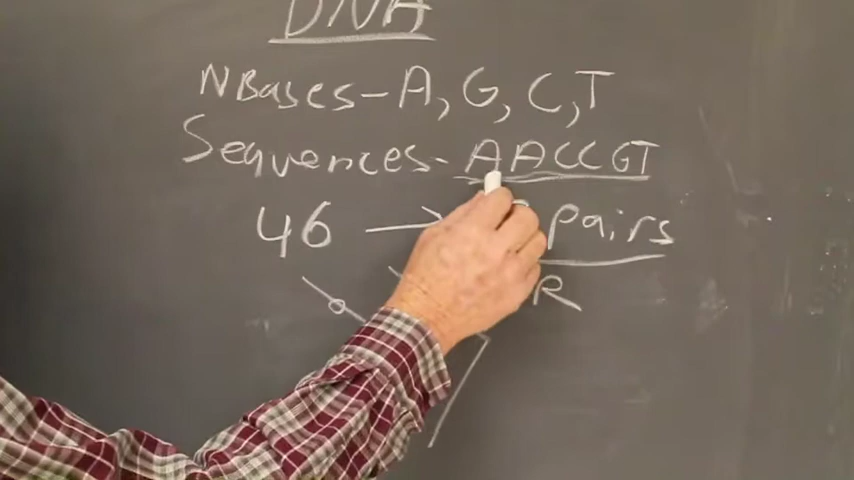 DNA
NBases - A, G, C, T
Sequences - AACCGT
46 → pairs
R